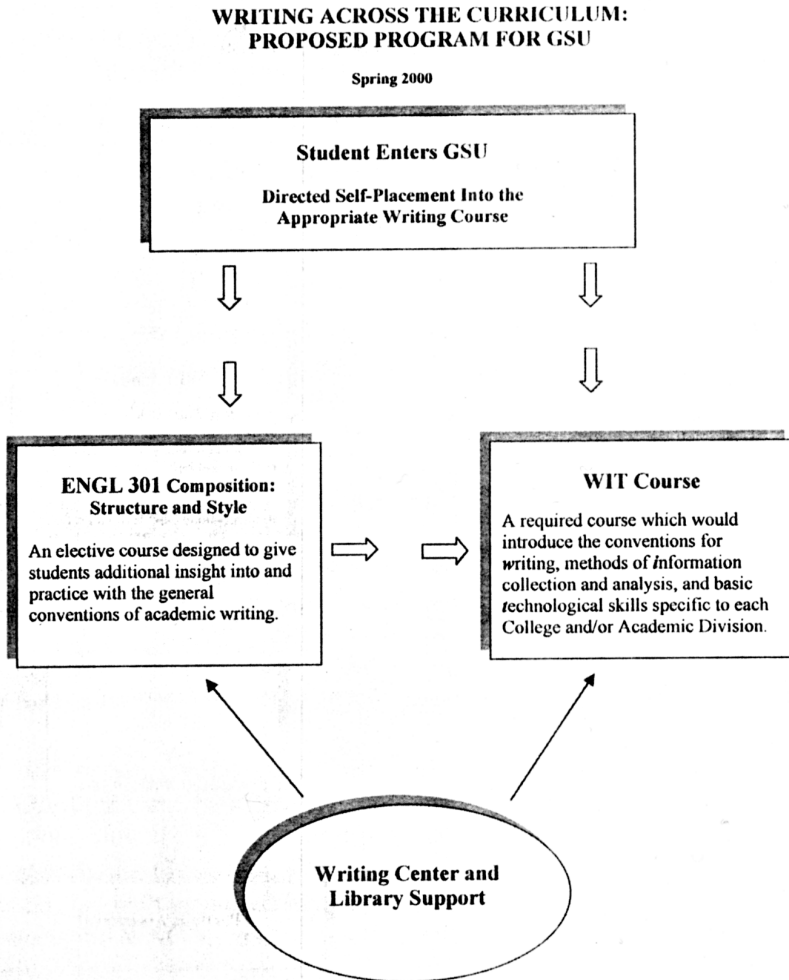 WRITING ACROSS THE CURRICULUM:
PROPOSED PROGRAM FOR GSU
Spring 2000
Student Enters GSU
Directed Self-Placement Into the
Appropriate Writing Course
ENGL 301 Composition:
Structure and Style
An elective course designed to give
students additional insight into and
practice with the general
conventions of academic writing.
WIT Course
A required course which would
introduce the conventions for
writing, methods of information
collection and analysis, and basic
technological skills specific to each
College and/or Academic Division.
Writing Center and
Library Support